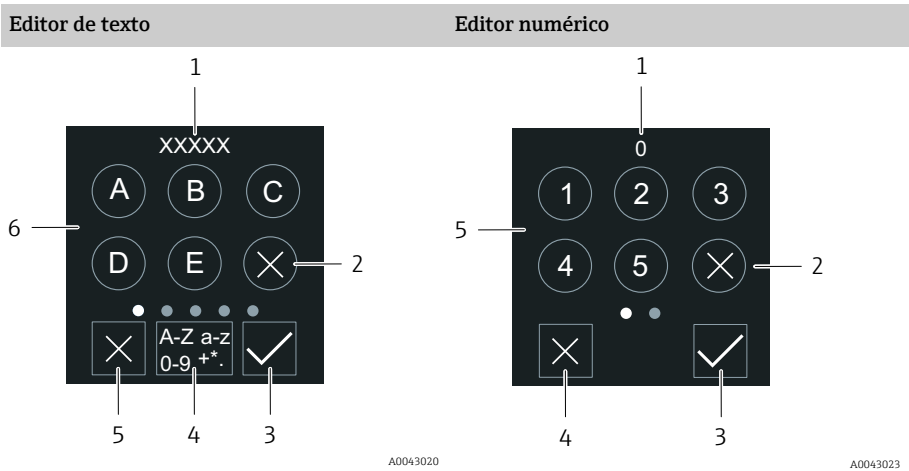 Editor de texto
1
XXXXX
A B C
6
D E
2
A-Z a-z
0-9 +*.
5 4 3
A0043020
Editor numérico
1
0
1 2 3
5
4 5
2
4 3
A0043023